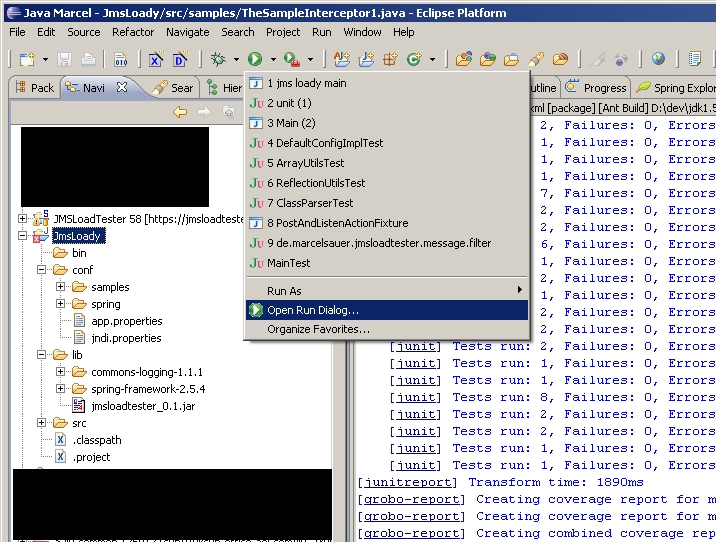 Java Marcel - JmsLoady/src/samples/TheSampleInterceptor1.java - Eclipse Platform
File Edit Source Refactor Navigate Search Project Run Window Help
Pack Navi Sear Hier utline Progress Spring Explor
1 jms loady main
2 unit (1)
3 Main (2)
4 DefaultConfigImplTest
5 ArrayUtilsTest
6 ReflectionUtilsTest
7 ClassParserTest
8 PostAndListenActionFixture
9 de.marcelsauer.jmsloadtester.message.filter
MainTest
Run As
Open Run Dialog...
Organize Favorites...
JMSLoadTester 58 [https://jmsloadteste
JmsLoady
bin
conf
samples
spring
app.properties
jndi.properties
lib
commons-logging-1.1.1
spring-framework-2.5.4
jmsloadtester_0.1.jar
src
.classpath
.project
xml [package] [Ant Build] D:\dev\jdk1.5
2, Failures: 0, Errors
1, Failures: 0, Errors
1, Failures: 0, Errors
1, Failures: 0, Errors
7, Failures: 0, Errors
2, Failures: 0, Errors
2, Failures: 0, Errors
6, Failures: 0, Errors
1, Failures: 0, Errors
1, Failures: 0, Errors
1, Failures: 0, Errors
2, Failures: 0, Errors
1, Failures: 0, Errors
[junit] Tests run: 2, Failures: 0, Errors
[junit] Tests run: 1, Failures: 0, Errors
[junit] Tests run: 1, Failures: 0, Errors
[junit] Tests run: 8, Failures: 0, Errors
[junit] Tests run: 2, Failures: 0, Errors
[junit] Tests run: 2, Failures: 0, Errors
[junit] Tests run: 1, Failures: 0, Errors
[junit] Tests run: 1, Failures: 0, Errors
[junitreport] Transform time: 1890ms
[grobo-report] Creating coverage report for m
[grobo-report] Creating coverage report for m
[grobo-report] Creating combined coverage rep